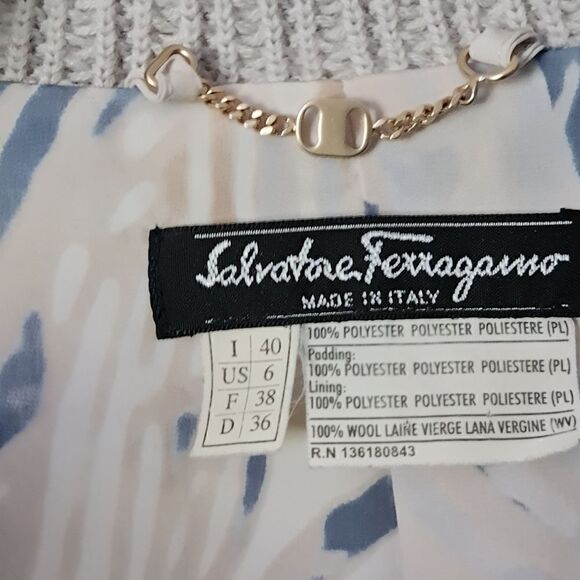 Salvatore Ferragamo
MADE IN ITALY
I 40
US 6
F 38
D 36
100% POLYESTER POLYESTER POLIESTERE (PL)
Padding:
100% POLYESTER POLYESTER POLIESTERE (PL)
Lining:
100% POLYESTER POLYESTER POLIESTERE (PL)
100% WOOL LAINE VIERGE LANA VERGINE (WV)
R.N 136180843